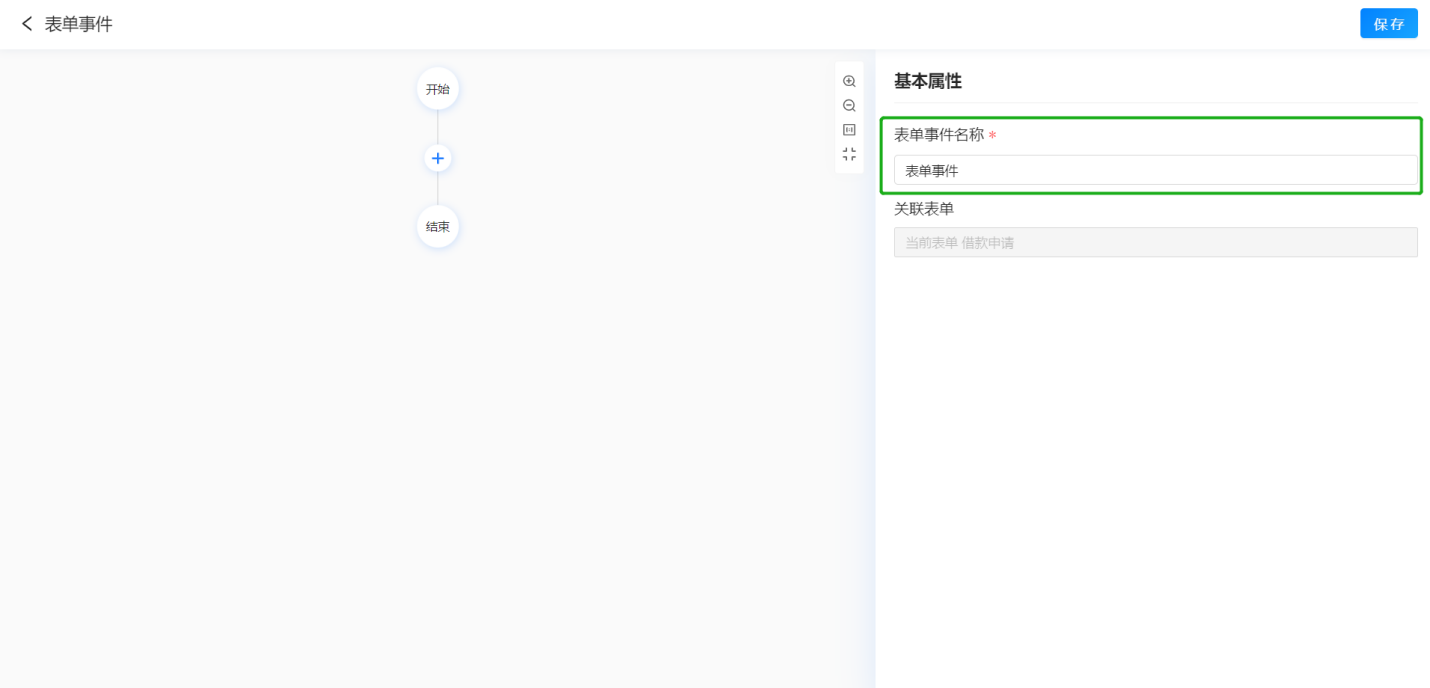 表单事件
保存
开始
结束
基本属性
表单事件名称 *
表单事件
关联表单
当前表单 借款申请